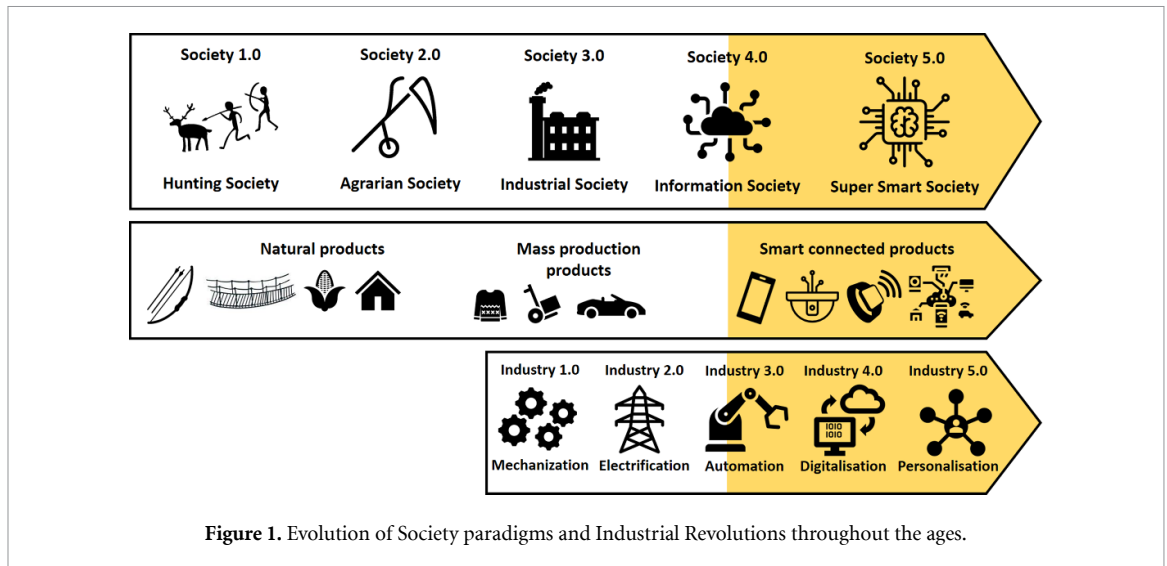 Society 1.0
Society 2.0
Society 3.0
Society 4.0
Society 5.0
Hunting Society
Agrarian Society
Industrial Society
Information Society
Super Smart Society
Natural products
Mass production
products
Smart connected products
Industry 1.0
Industry 2.0
Industry 3.0
Industry 4.0
Industry 5.0
1010
1010
Mechanization
Electrification
Automation
Digitalisation
Personalisation
Figure 1. Evolution of Society paradigms and Industrial Revolutions throughout the ages.